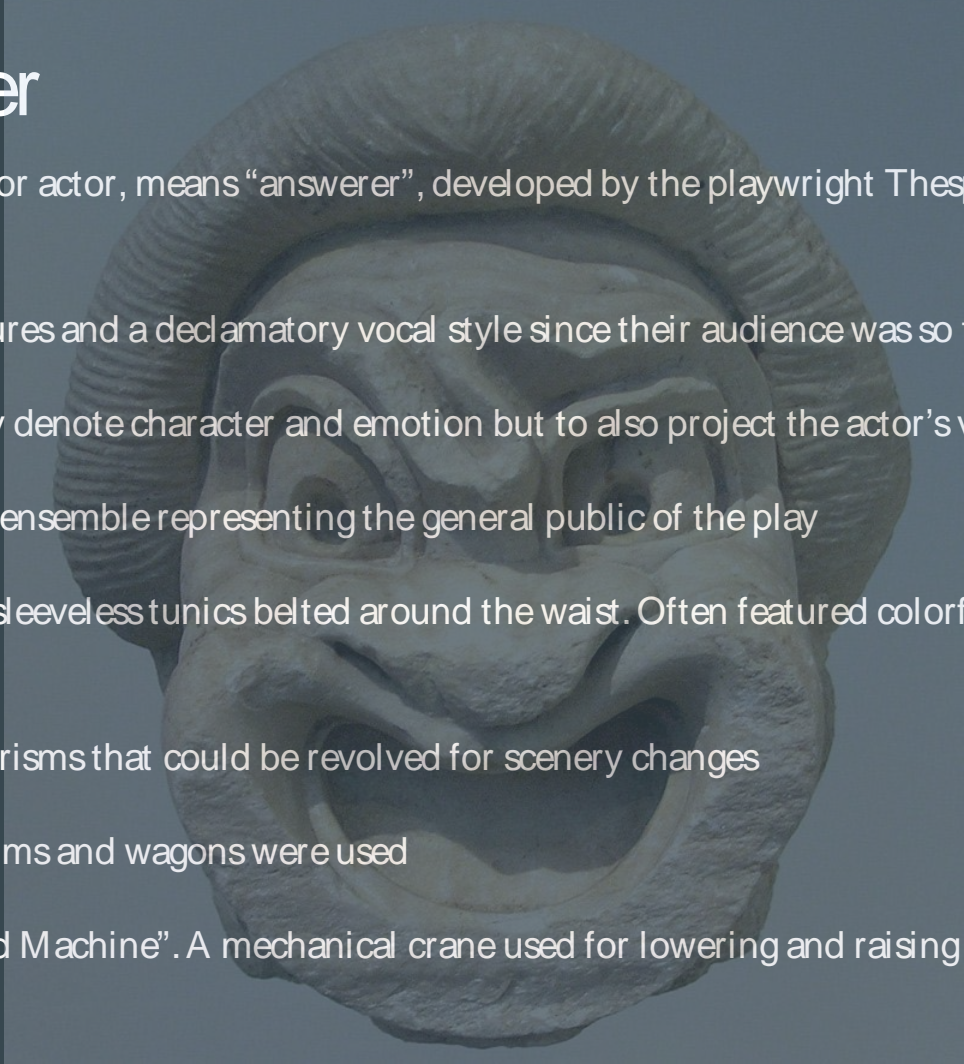 er
or actor, means “answerer”, developed by the playwright Thesp
ures and a declamatory vocal style since their audience was so
y denote character and emotion but to also project the actor’s v
ensemble representing the general public of the play
sleeveless tunics belted around the waist. Often featured colorf
risms that could be revolved for scenery changes
ms and wagons were used
d Machine”. A mechanical crane used for lowering and raising